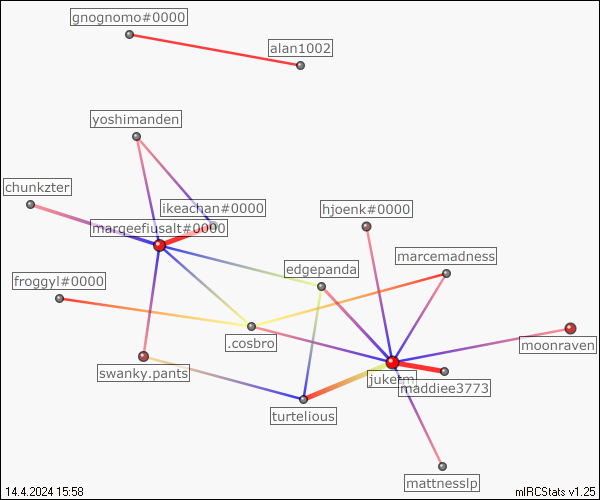 gnognomo#0000
alan1002
yoshimanden
chunkzter
ikeachan#0000
hjoenk#0000
marqeefiusalt#0000
marcemadness
edgepanda
froggyl#0000
.cosbro
moonraven
swanky.pants
juketm
maddiee3773
turtelious
mattnesslp
14.4.2024 15:58
mIRCStats v1.25